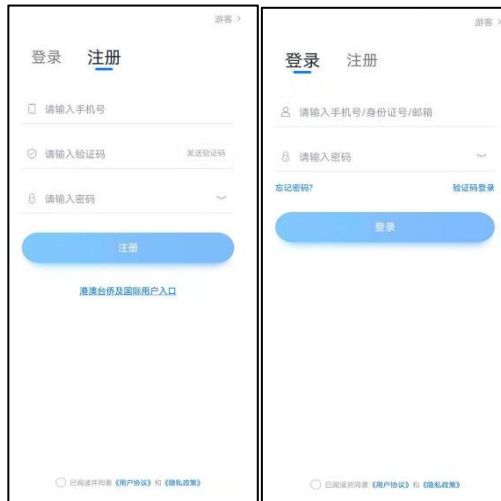 游客 >
登录 注册
请输入手机号
请输入验证码 发送验证码
请输入密码
注册
港澳台侨及国际用户入口
已阅读并同意《用户协议》和《隐私政策》
游客 >
登录 注册
请输入手机号/身份证号/邮箱
请输入密码
忘记密码? 验证码登录
登录
已阅读并同意《用户协议》和《隐私政策》